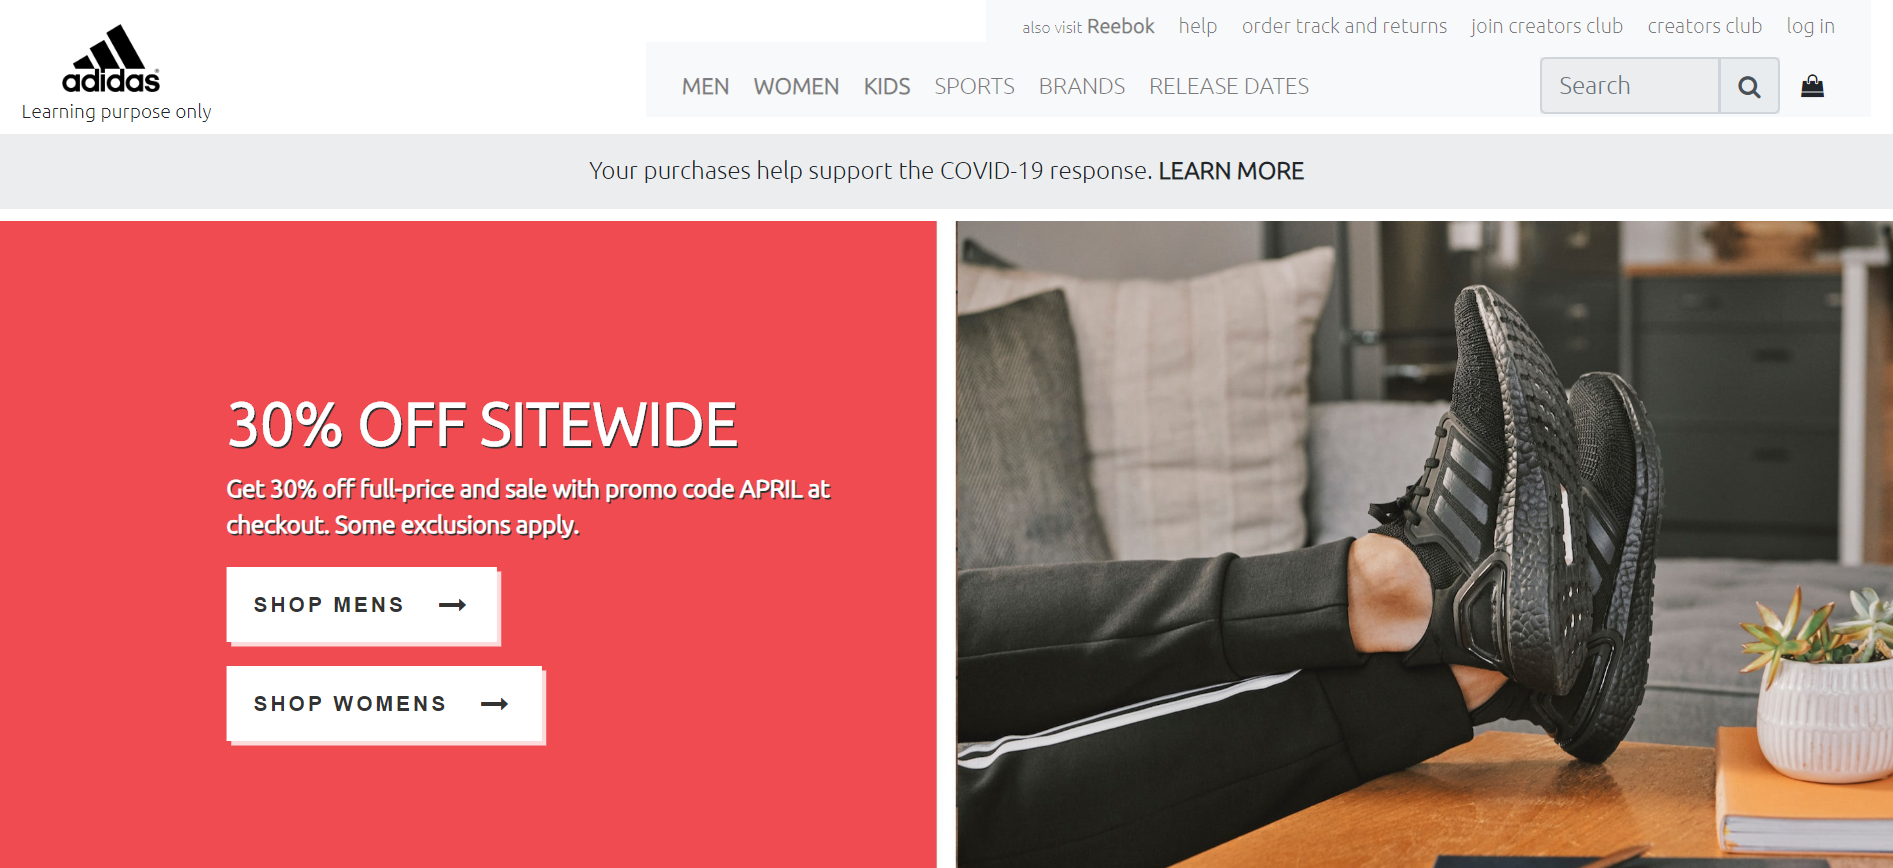 also visit Reebok help order track and returns join creators club creators club log in
adidas
Learning purpose only
MEN WOMEN KIDS SPORTS BRANDS RELEASE DATES Search
Your purchases help support the COVID-19 response. LEARN MORE
30% OFF SITEWIDE
Get 30% off full-price and sale with promo code APRIL at
checkout. Some exclusions apply.
SHOP MENS
SHOP WOMENS